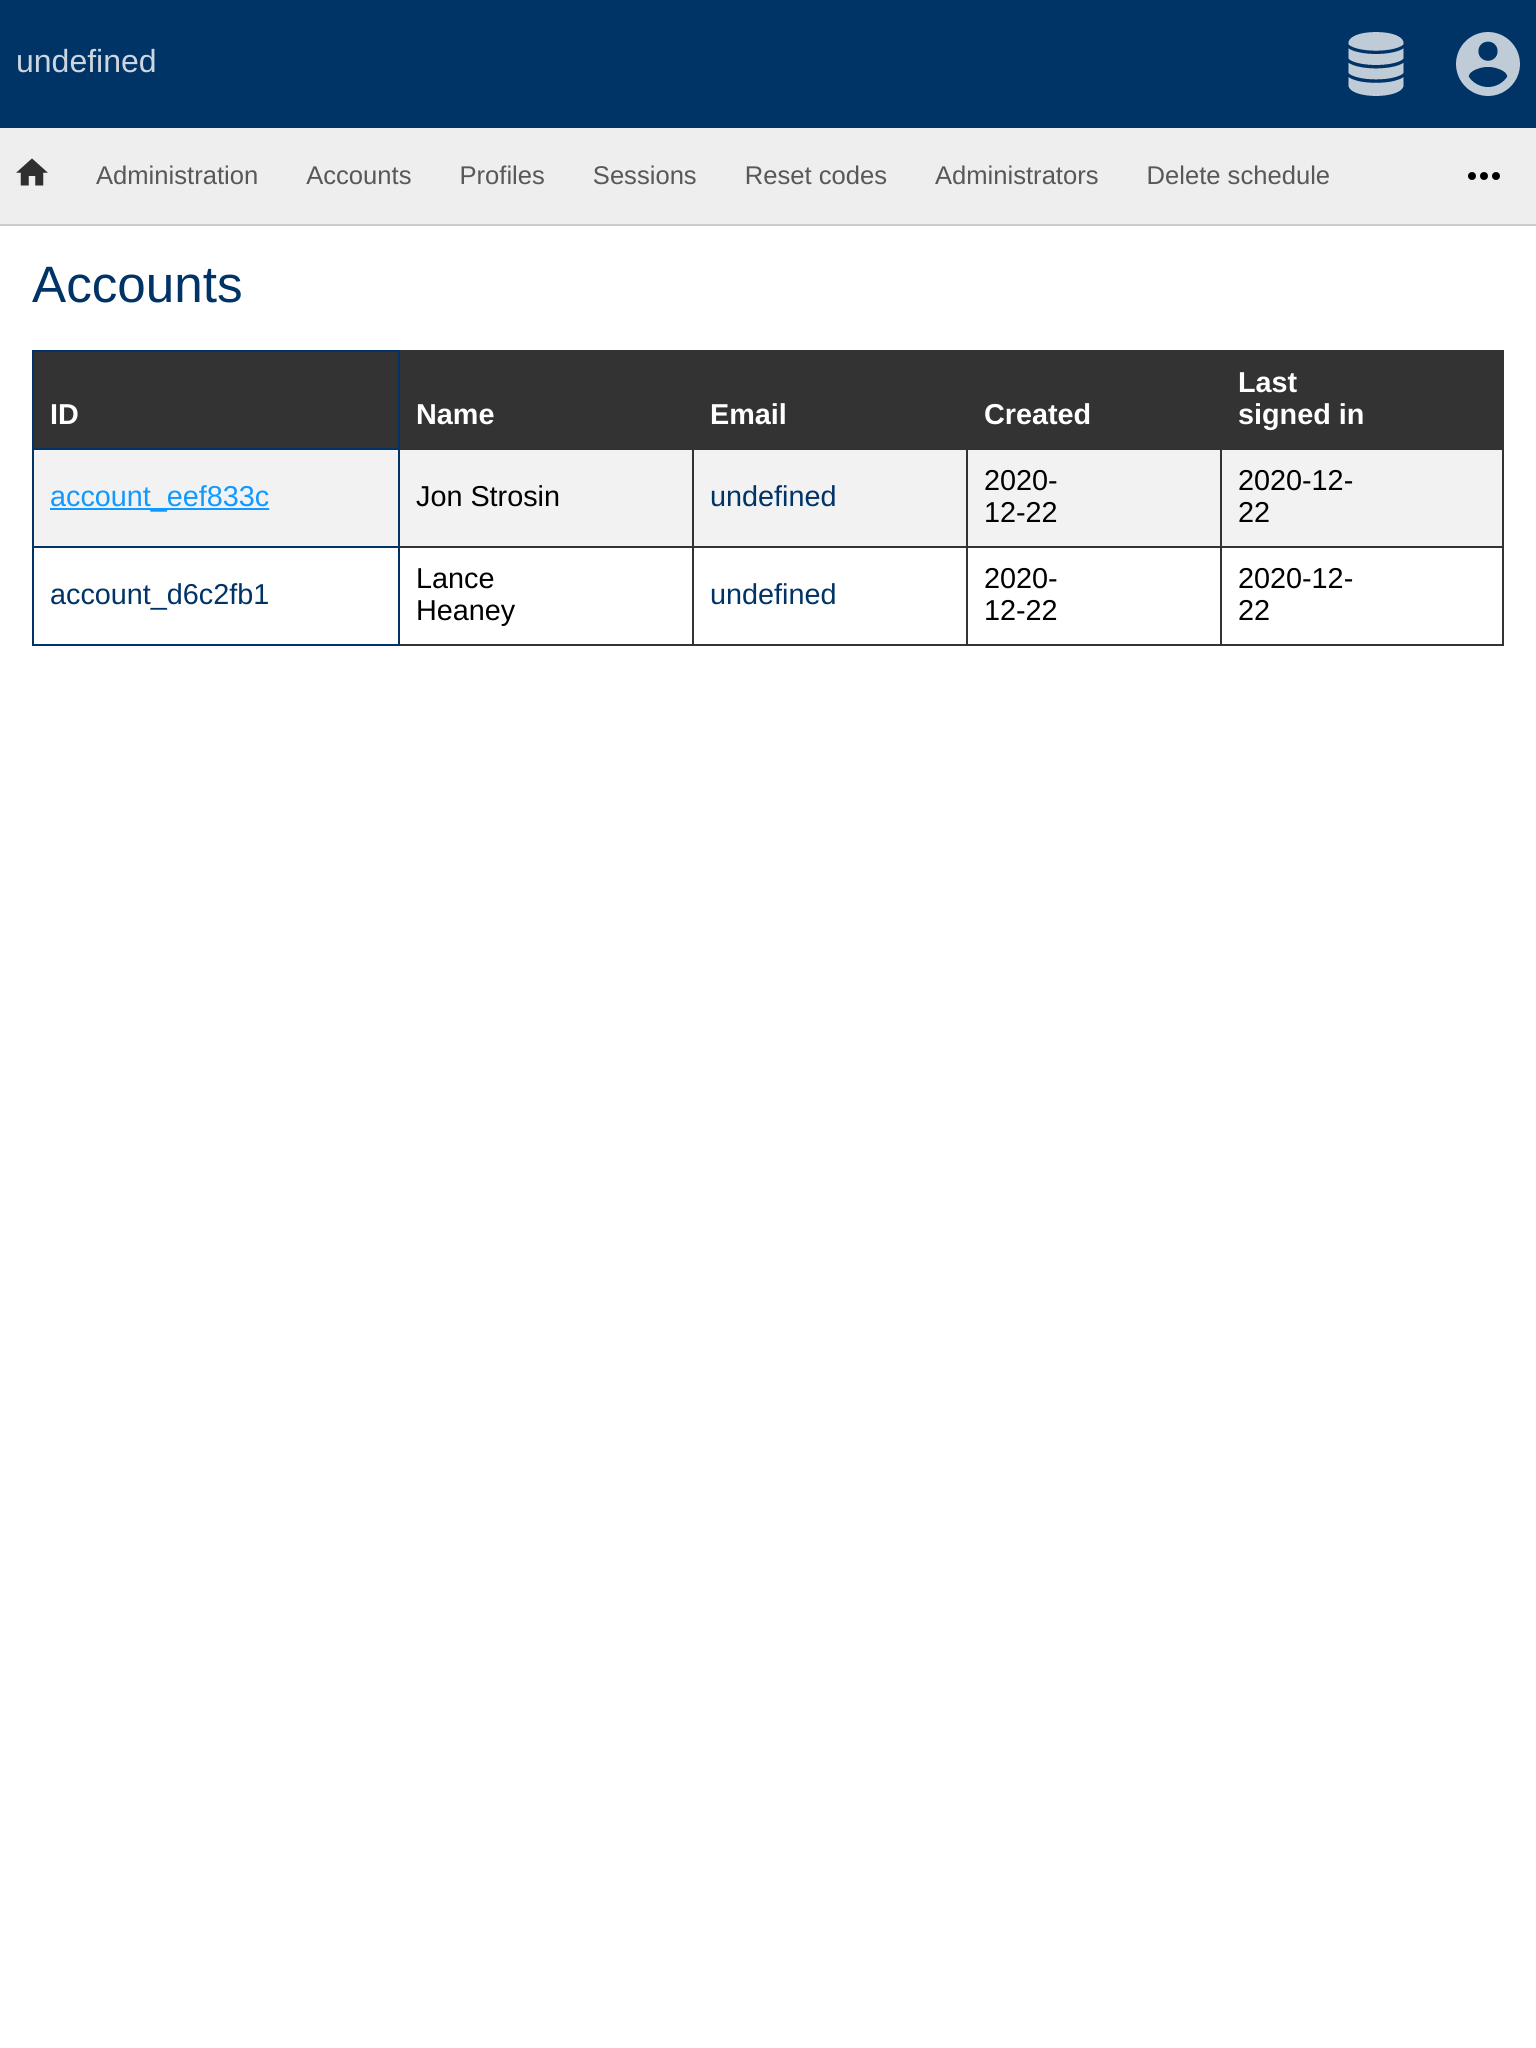 undefined
Administration Accounts Profiles Sessions Reset codes Administrators Delete schedule
Accounts
ID Name Email Created Last signed in
account_eef833c Jon Strosin undefined 2020-12-22 2020-12-22
account_d6c2fb1 Lance Heaney undefined 2020-12-22 2020-12-22